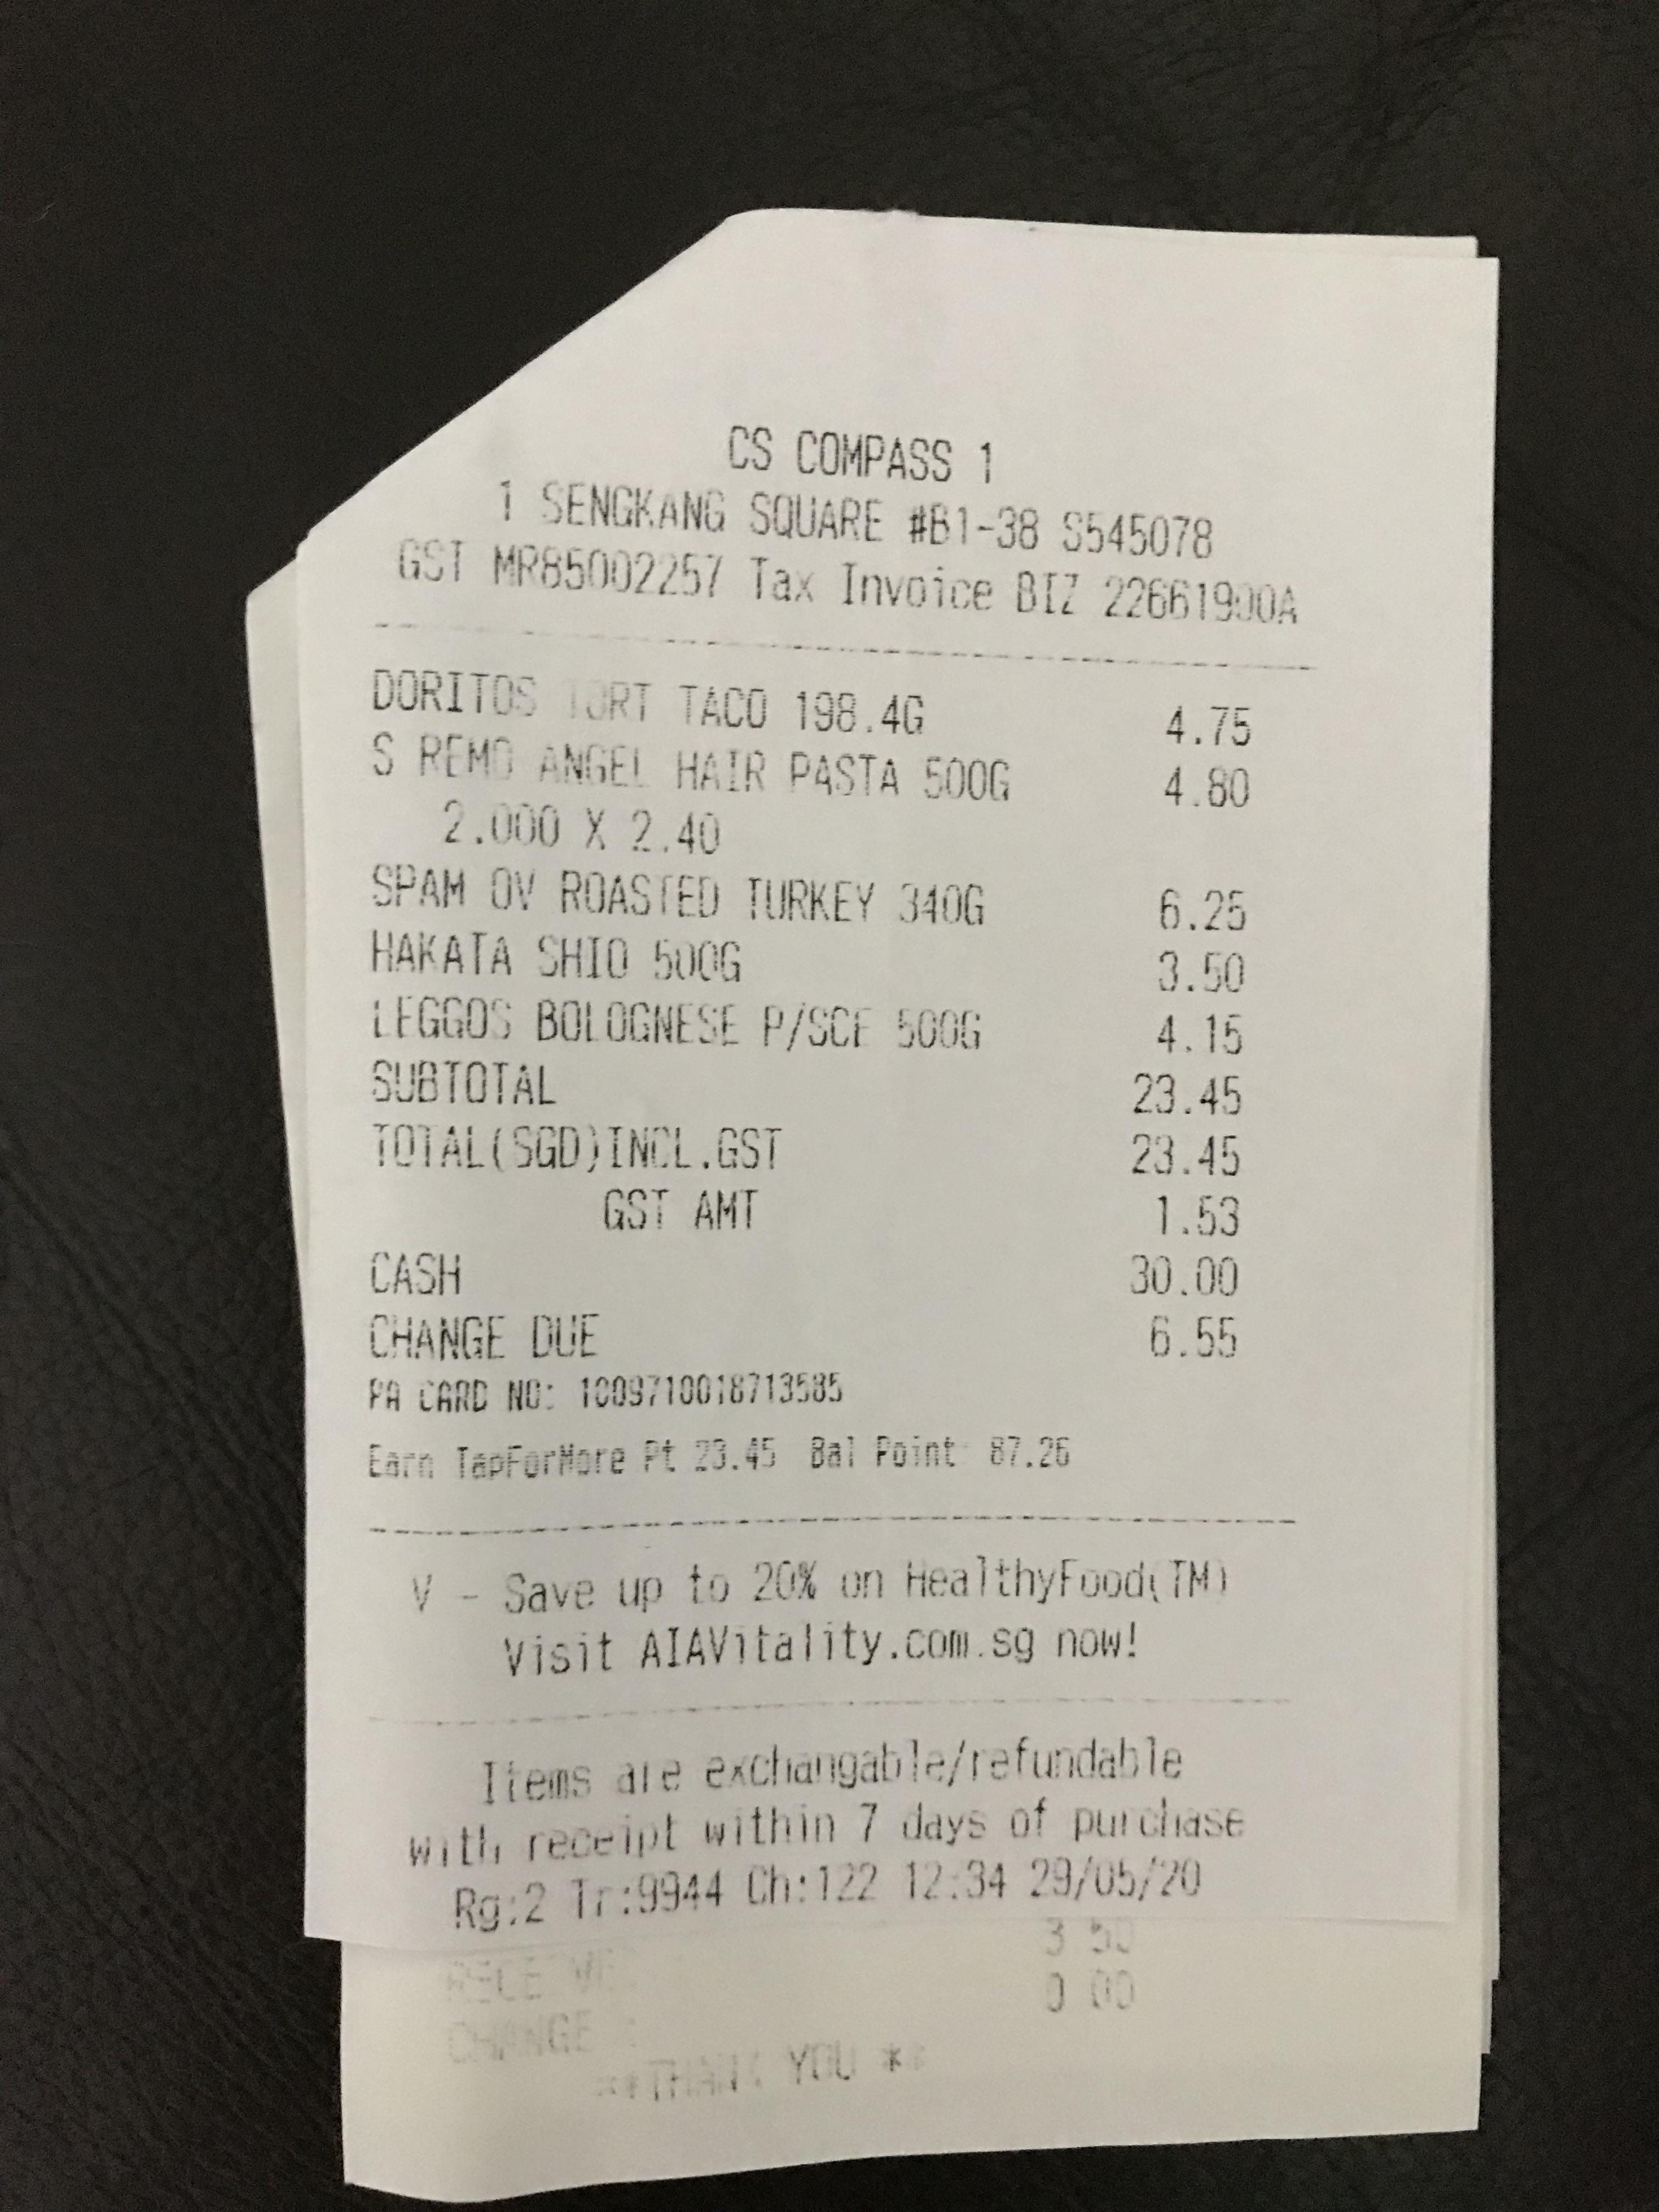 CS COMPASS 1
1 SENGKANG SQUARE #B1-38 S545078
GST MR85002257 Tax Invoice BIZ 22661900A
DORITOS TORT TACO 198.4G 4.75
S REMO ANGEL HAIR PASTA 500G 4.80
2.000 X 2.40
SPAM OV ROASTED TURKEY 340G 6.25
HAKATA SHIO 500G 3.50
LEGGOS BOLOGNESE P/SCE 500G 4.15
SUBTOTAL 23.45
TOTAL(SGD)INCL.GST 23.45
GST AMT 1.53
CASH 30.00
CHANGE DUE 6.55
PA CARD NO: 1009710018713585
Earn TapForMore Pt 23.45 Bal Point: 87.26
V - Save up to 20% on HealthyFood(TM)
Visit AIAVitality.com.sg now!
Items are exchangable/refundable
with receipt within 7 days of purchase
Rg:2 Tr:9944 Ch:122 12:34 29/05/20
3.50
0.00
CHANGE :
**THANK YOU **